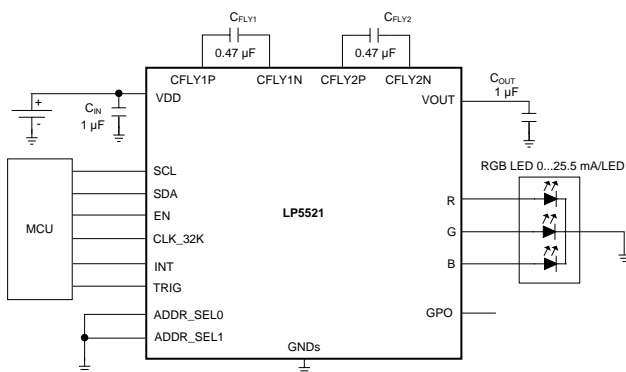 CFLY1
CFLY2
0.47 µF
0.47 µF
CFLY1P
CFLY1N
CFLY2P
CFLY2N
+
-
CIN
1 µF
VDD
VOUT
COUT
1 µF
MCU
SCL
SDA
EN
CLK_32K
INT
TRIG
ADDR_SEL0
ADDR_SEL1
LP5521
RGB LED 0...25.5 mA/LED
R
G
B
GPO
GNDs